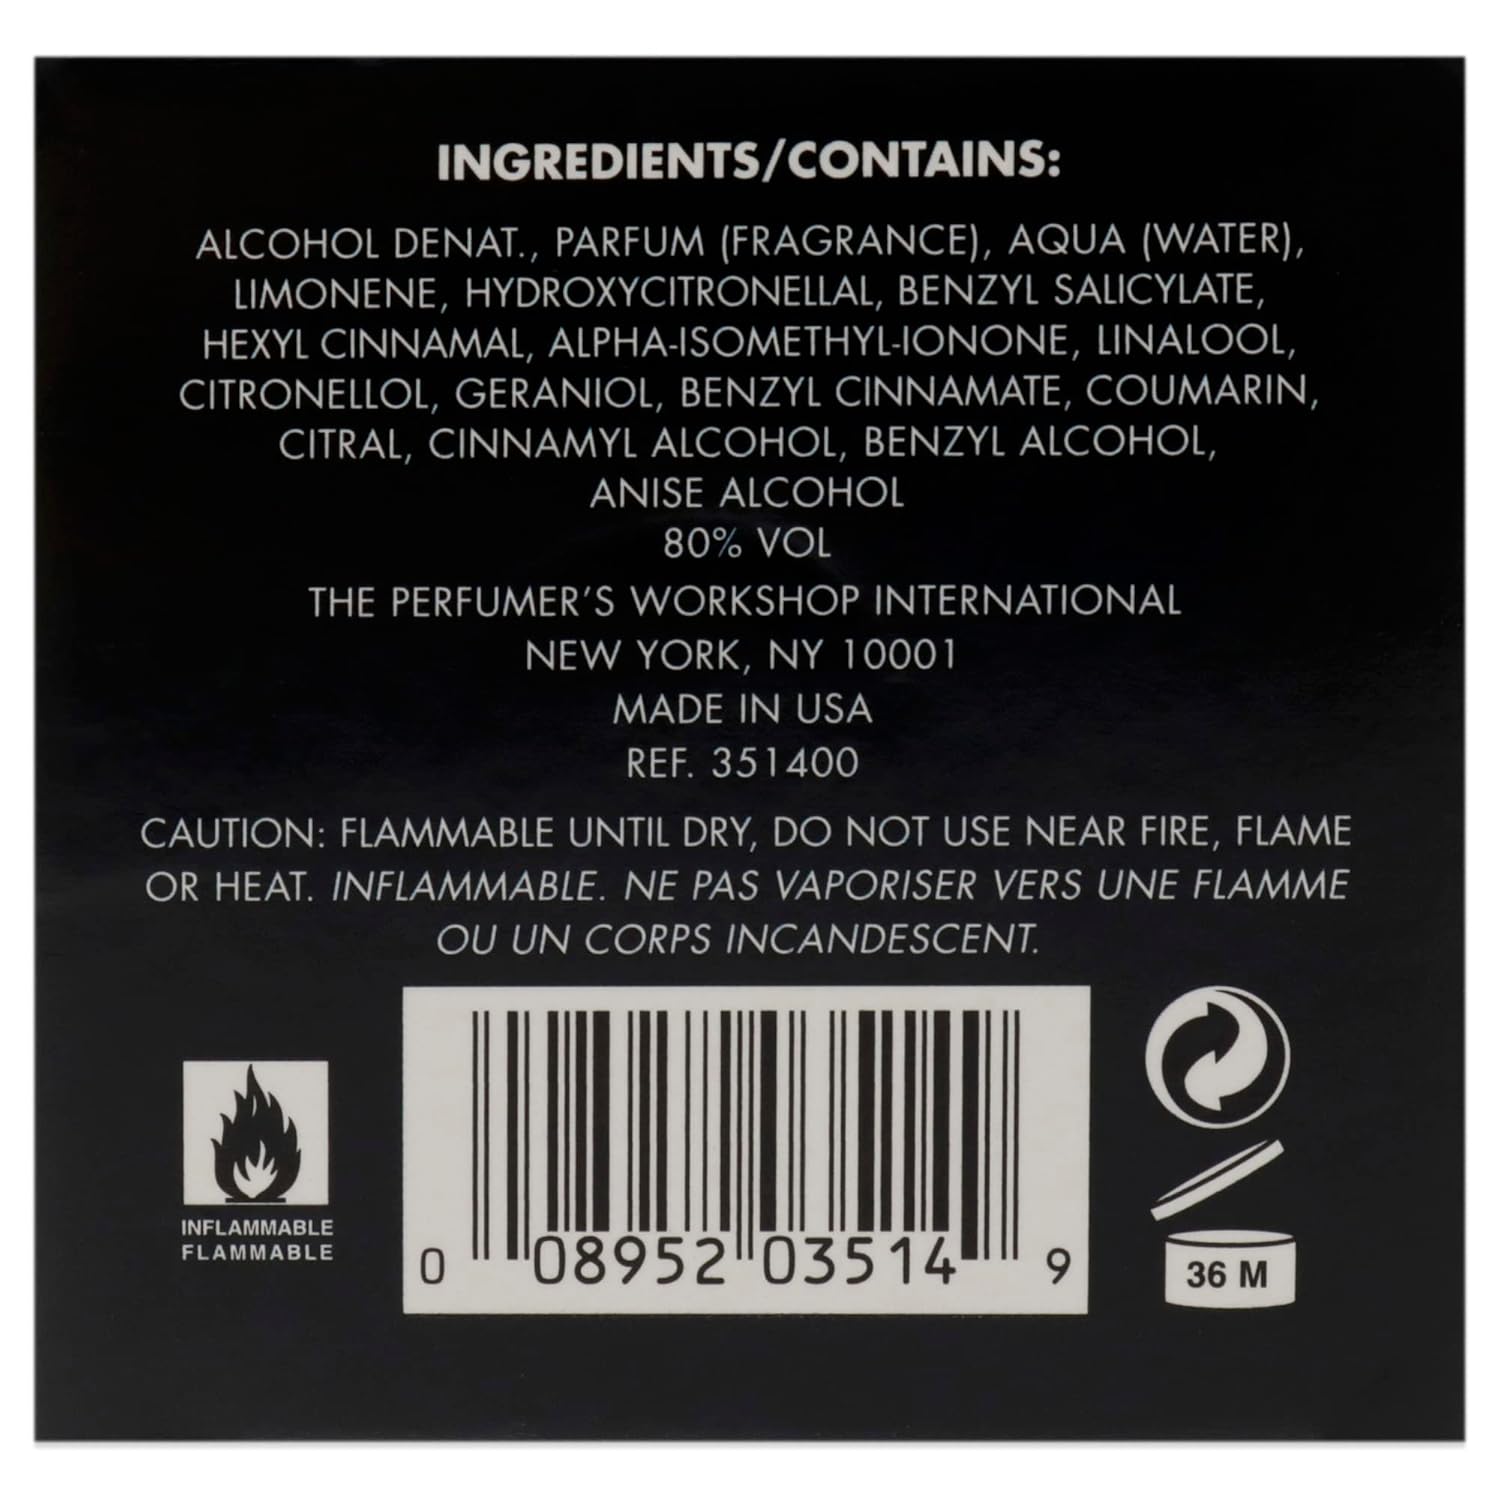 INGREDIENTS/CONTAINS:
ALCOHOL DENAT., PARFUM (FRAGRANCE), AQUA (WATER),
LIMONENE, HYDROXYCITRONELLAL, BENZYL SALICYLATE,
HEXYL CINNAMAL, ALPHA-ISOMETHYL-IONONE, LINALOOL,
CITRONELLOL, GERANIOL, BENZYL CINNAMATE, COUMARIN,
CITRAL, CINNAMYL ALCOHOL, BENZYL ALCOHOL,
ANISE ALCOHOL
80% VOL
THE PERFUMER'S WORKSHOP INTERNATIONAL
NEW YORK, NY 10001
MADE IN USA
REF. 351400
CAUTION: FLAMMABLE UNTIL DRY, DO NOT USE NEAR FIRE, FLAME
OR HEAT. INFLAMMABLE. NE PAS VAPORISER VERS UNE FLAMME
OU UN CORPS INCANDESCENT.
INFLAMMABLE
FLAMMABLE
0 08952 03514 9
36 M